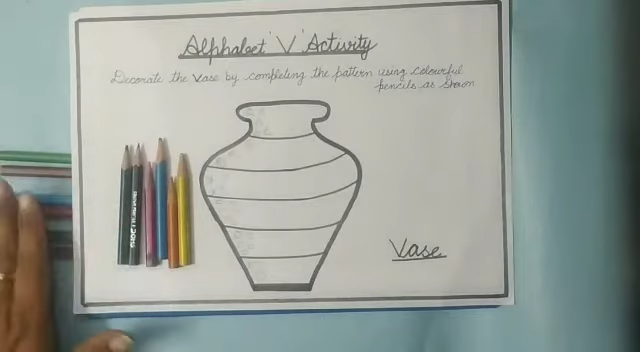 Alphabet 'V' Activity
Decorate the Vase by completing the pattern using colourful
pencils as Shown
Vase